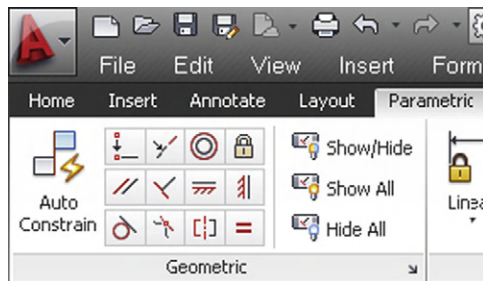 File Edit View Insert Form
Home Insert Annotate Layout Parametric
Show/Hide
Show All
Hide All
Auto
Constrain
Linea
Geometric